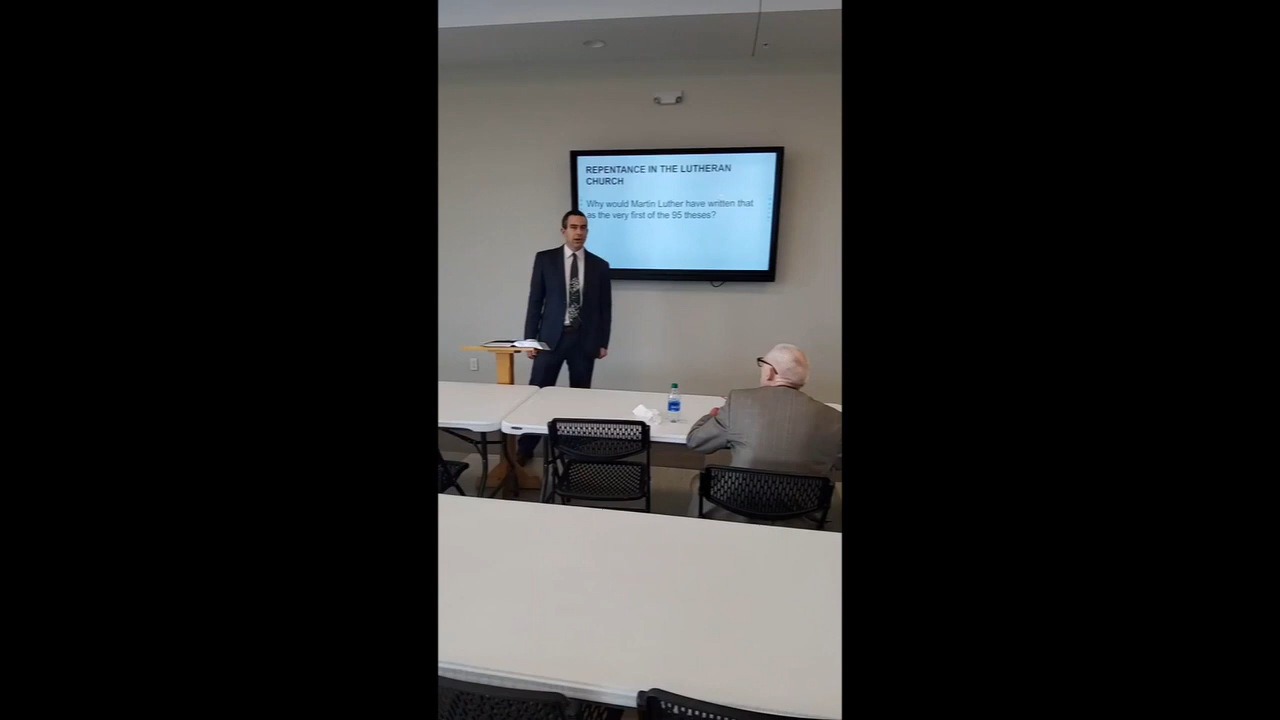 REPENTANCE IN THE LUTHERAN
CHURCH
Why would Martin Luther have written that
as the very first of the 95 theses?